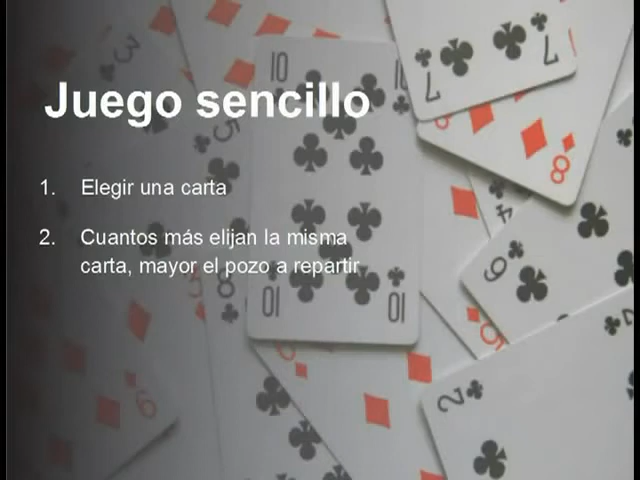 Juego sencillo
1. Elegir una carta
2. Cuantos más elijan la misma
carta, mayor el pozo a repartir